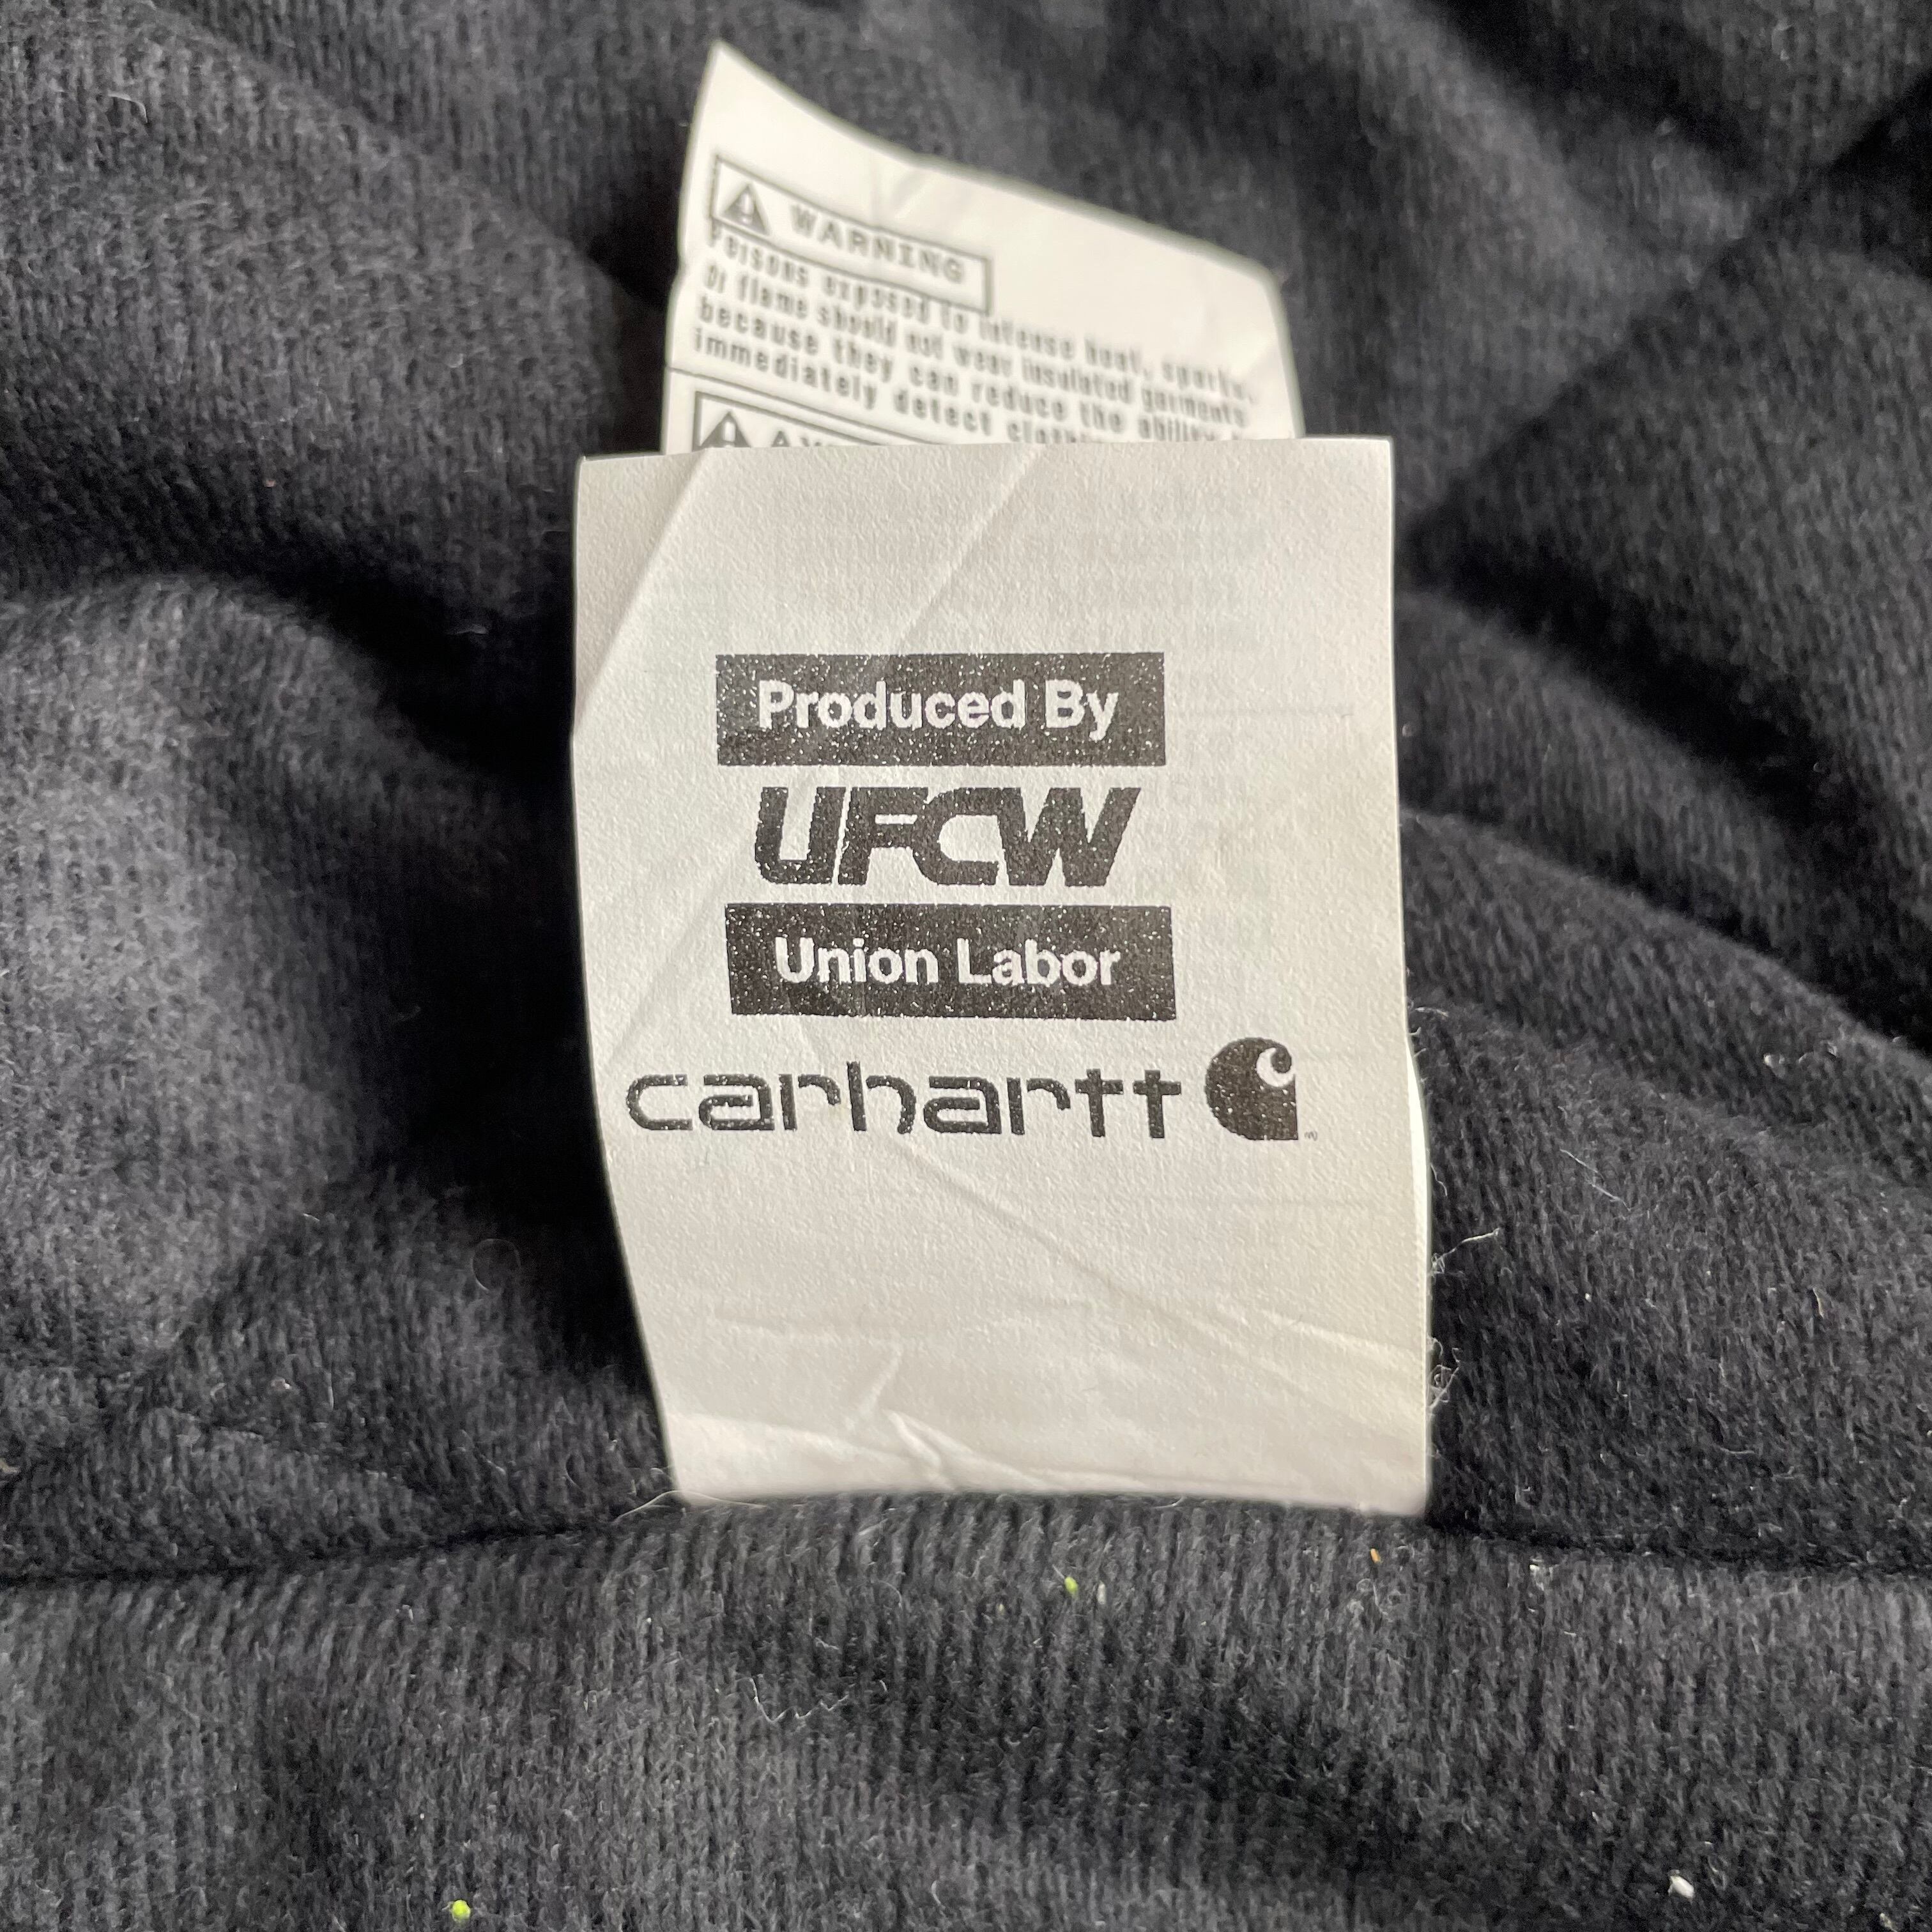 WARNING
Persons exposed to intense heat, sparks,
Or flame should not wear insulated garments
because they can reduce the ability
immediately detect
Produced By
UFCW
Union Labor
carhartt